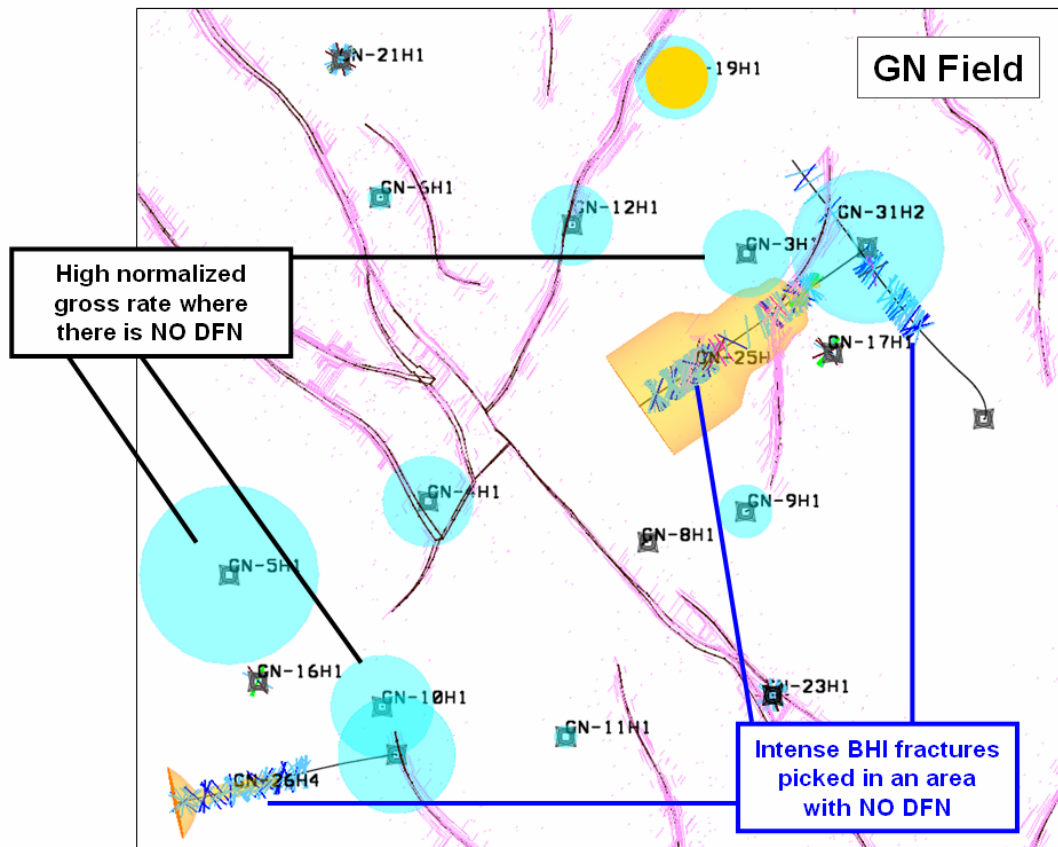 GN-21H1
-19H1
GN Field
GN-6H1
GN-12H1
GN-31H2
GN-3H1
High normalized
gross rate where
there is NO DFN
GN-17H1
GN-25H
GN-4H1
GN-9H1
GN-8H1
GN-5H1
GN-16H1
-23H1
GN-10H1
GN-11H1
Intense BHI fractures
picked in an area
with NO DFN
GN-26H4